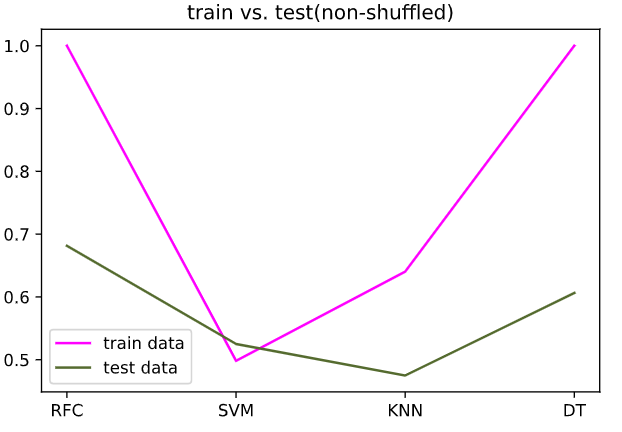 train vs. test(non-shuffled)
1.0
0.9
0.8
0.7
0.6
0.5
train data
test data
RFC SVM KNN DT